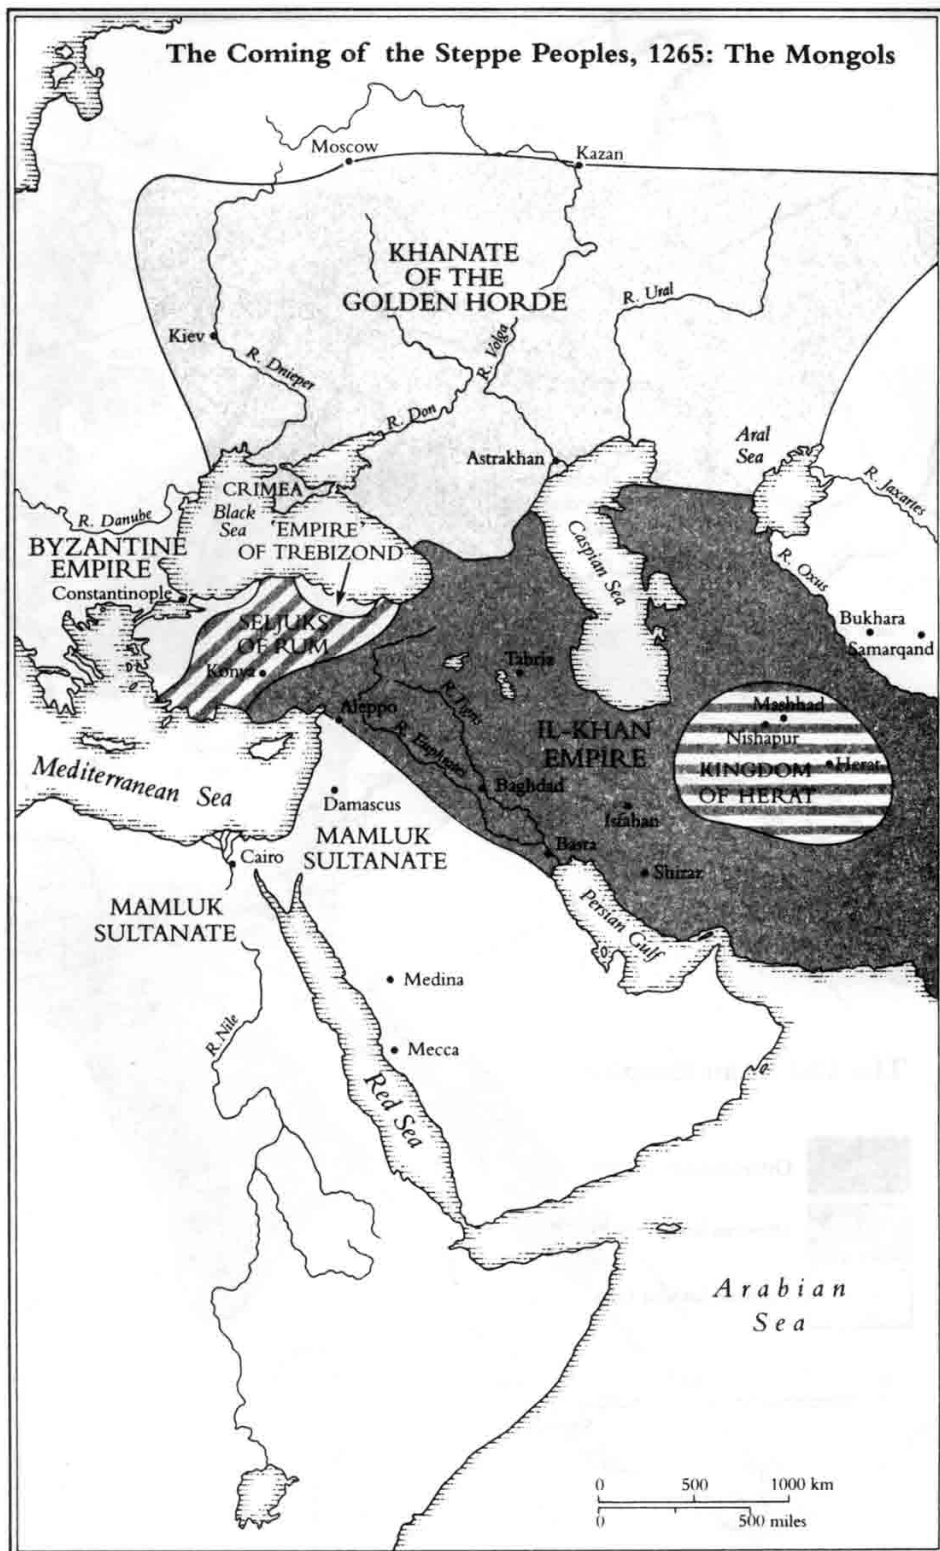 The Coming of the Steppe Peoples, 1265: The Mongols
Moscow
Kazan
KHANATE
OF THE
GOLDEN HORDE
R. Ural
Kiev
R. Dnieper
R. Volga
R. Don
Astrakhan
Aral
Sea
R. Jaxartes
CRIMEA
Black
Sea
'EMPIRE'
OF TREBIZOND
R. Danube
BYZANTINE
EMPIRE
Constantinople
Caspian Sea
R. Oxus
Bukhara
Samarqand
SELJUKS
OF RUM
Konya
Tabriz
R. Tigris
Mashhad
Nishapur
Aleppo
R. Euphrates
IL-KHAN
EMPIRE
Herat
KINGDOM
OF HERAT
Mediterranean Sea
Damascus
Baghdad
Isfahan
MAMLUK
SULTANATE
Basra
Cairo
Shiraz
MAMLUK
SULTANATE
Persian Gulf
Medina
R. Nile
Mecca
Red Sea
Arabian
Sea
0 500 1000 km
0 500 miles